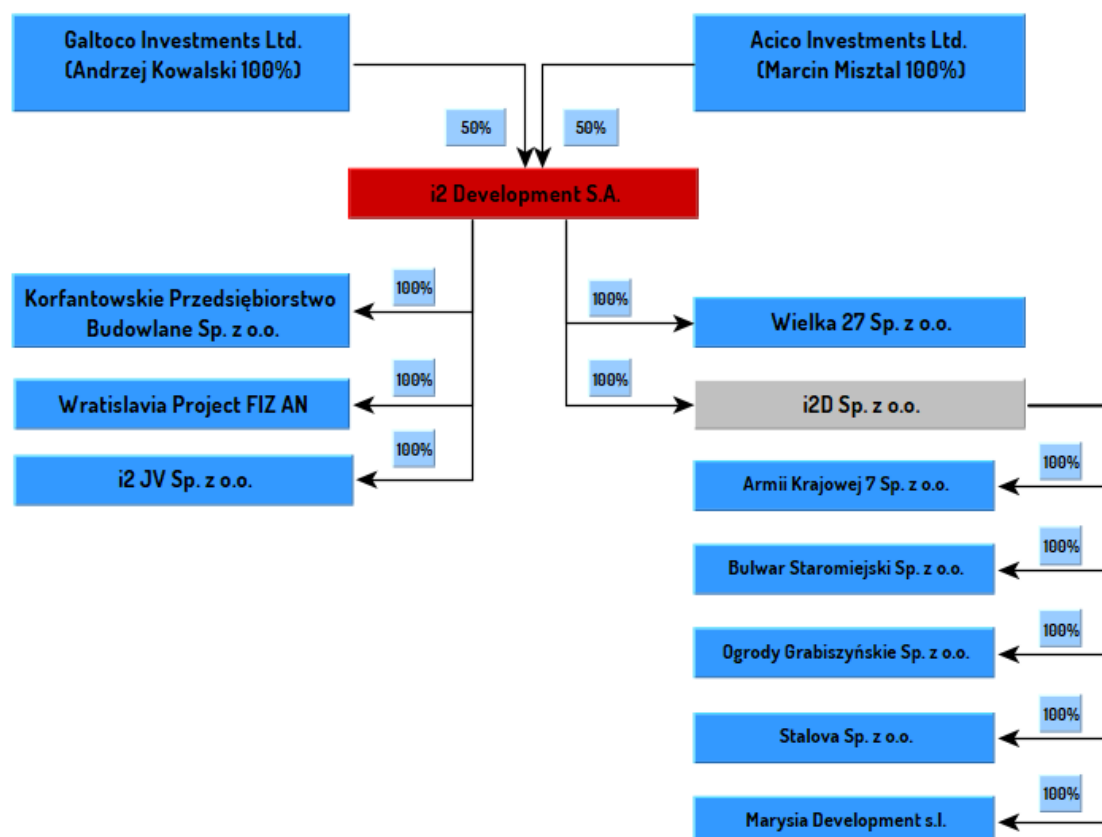 Galtoco Investments Ltd.
(Andrzej Kowalski 100%)
Acico Investments Ltd.
(Marcin Misztal 100%)
50%
50%
i2 Development S.A.
100%
Korfantowskie Przedsiębiorstwo
Budowlane Sp. z o.o.
100%
Wratislavia Project FIZ AN
100%
i2 JV Sp. z o.o.
100%
Wielka 27 Sp. z o.o.
100%
i2D Sp. z o.o.
100%
Armii Krajowej 7 Sp. z o.o.
100%
Bulwar Staromiejski Sp. z o.o.
100%
Ogrody Grabiszyńskie Sp. z o.o.
100%
Stalova Sp. z o.o.
100%
Marysia Development s.l.